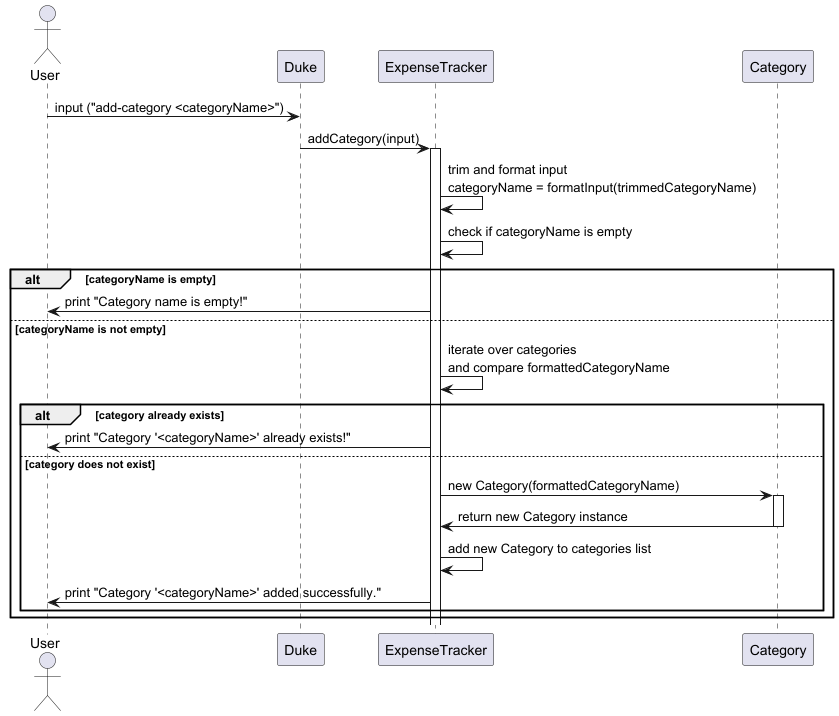 User
Duke
ExpenseTracker
Category
input ("add-category <categoryName>")
addCategory(input)
trim and format input
categoryName = formatInput(trimmedCategoryName)
check if categoryName is empty
alt
[categoryName is empty]
print "Category name is empty!"
[categoryName is not empty]
iterate over categories
and compare formattedCategoryName
alt
[category already exists]
print "Category '<categoryName>' already exists!"
[category does not exist]
new Category(formattedCategoryName)
return new Category instance
add new Category to categories list
print "Category '<categoryName>' added successfully."
User
Duke
ExpenseTracker
Category